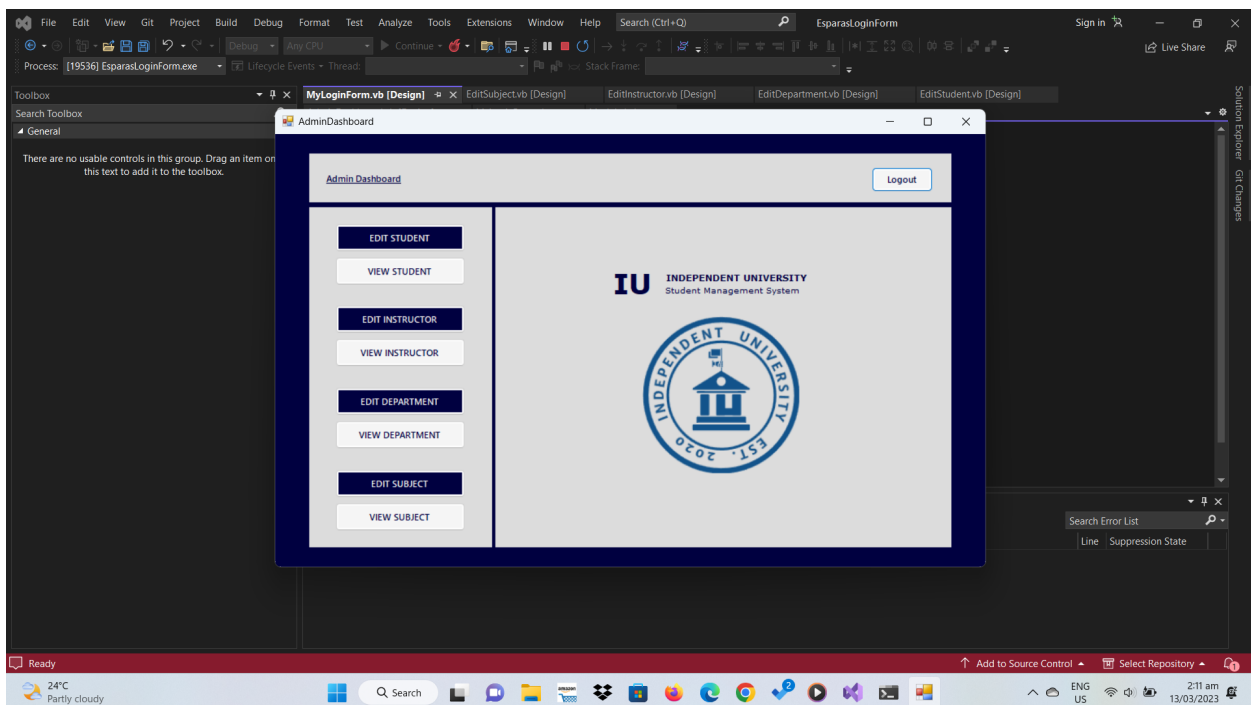 File Edit View Git Project Build Debug Format Test Analyze Tools Extensions Window Help Search (Ctrl+Q) EsparasLoginForm Sign in
Debug Any CPU Continue Live Share
Process: [19536] EsparasLoginForm.exe Lifecycle Events Thread: Stack Frame:
Toolbox MyLoginForm.vb [Design] EditSubject.vb [Design] EditInstructor.vb [Design] EditDepartment.vb [Design] EditStudent.vb [Design]
Search Toolbox
General
There are no usable controls in this group. Drag an item on
this text to add it to the toolbox.
Solution Explorer
Git Changes
AdminDashboard
Admin Dashboard
Logout
EDIT STUDENT
VIEW STUDENT
EDIT INSTRUCTOR
VIEW INSTRUCTOR
EDIT DEPARTMENT
VIEW DEPARTMENT
EDIT SUBJECT
VIEW SUBJECT
IU INDEPENDENT UNIVERSITY
Student Management System
INDEPENDENT UNIVERSITY
IU
EST. 2020
Search Error List
Line Suppression State
Ready Add to Source Control Select Repository 1
24°C
Partly cloudy
Search
amazon
2
ENG
US
2:11 am
13/03/2023